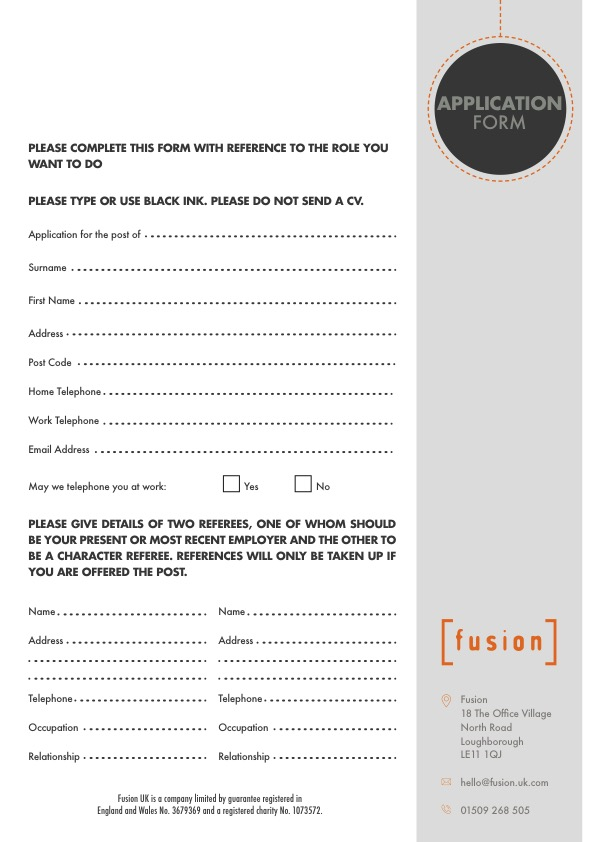 APPLICATION
FORM
PLEASE COMPLETE THIS FORM WITH REFERENCE TO THE ROLE YOU
WANT TO DO
PLEASE TYPE OR USE BLACK INK. PLEASE DO NOT SEND A CV.
Application for the post of
Surname
First Name
Address
Post Code
Home Telephone
Work Telephone
Email Address
May we telephone you at work: Yes No
PLEASE GIVE DETAILS OF TWO REFEREES, ONE OF WHOM SHOULD
BE YOUR PRESENT OR MOST RECENT EMPLOYER AND THE OTHER TO
BE A CHARACTER REFEREE. REFERENCES WILL ONLY BE TAKEN UP IF
YOU ARE OFFERED THE POST.
Name Name
Address Address
Telephone Telephone
Occupation Occupation
Relationship Relationship
Fusion UK is a company limited by guarantee registered in
England and Wales No. 3679369 and a registered charity No. 1073572.
[fusion]
Fusion
18 The Office Village
North Road
Loughborough
LE11 1QJ
hello@fusion.uk.com
01509 268 505